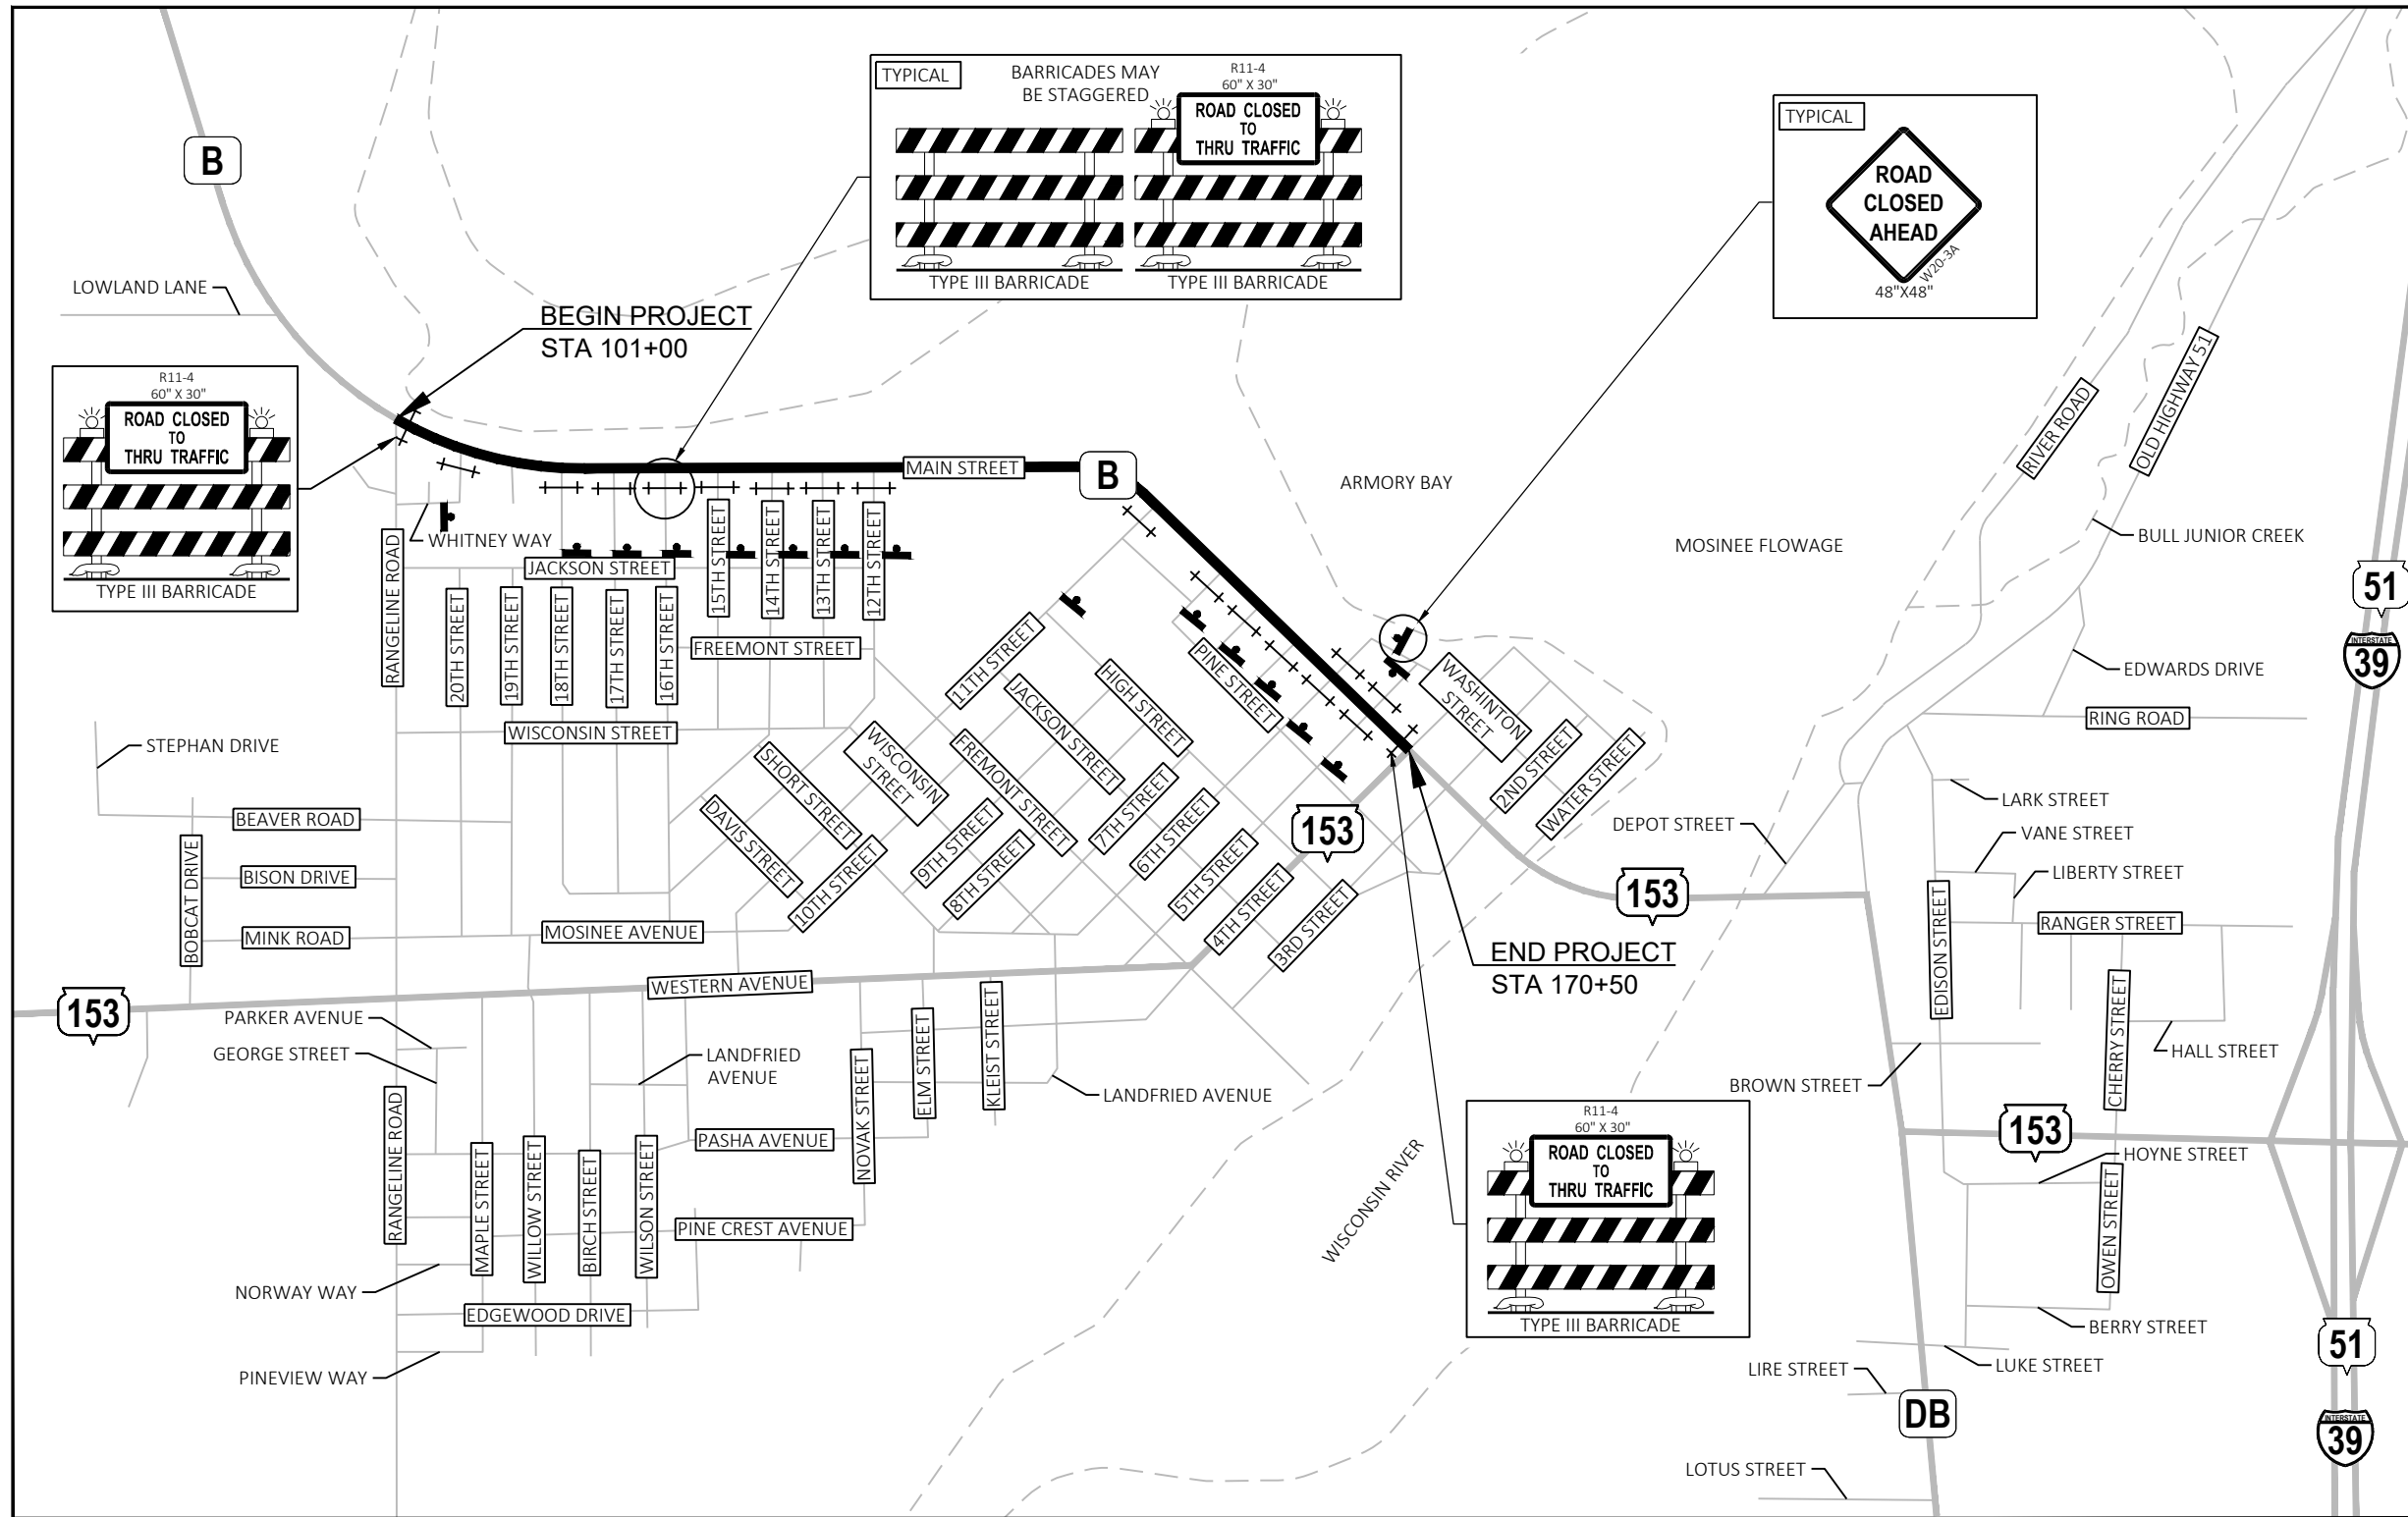 TYPICAL
BARRICADES MAY
BE STAGGERED
R11-4
60" X 30"
ROAD CLOSED
TO
THRU TRAFFIC
TYPE III BARRICADE
TYPE III BARRICADE
TYPICAL
ROAD
CLOSED
AHEAD
W20-3A
48"X48"
B
LOWLAND LANE
BEGIN PROJECT
STA 101+00
R11-4
60" X 30"
ROAD CLOSED
TO
THRU TRAFFIC
TYPE III BARRICADE
MAIN STREET
B
ARMORY BAY
MOSINEE FLOWAGE
RIVER ROAD
OLD HIGHWAY 51
BULL JUNIOR CREEK
51
INTERSTATE
39
WHITNEY WAY
RANGELINE ROAD
JACKSON STREET
20TH STREET
19TH STREET
18TH STREET
17TH STREET
16TH STREET
15TH STREET
14TH STREET
13TH STREET
12TH STREET
FREEMONT STREET
WISCONSIN STREET
11TH STREET
JACKSON STREET
HIGH STREET
PINE STREET
WASHINTON
STREET
2ND STREET
WATER STREET
EDWARDS DRIVE
RING ROAD
STEPHAN DRIVE
BEAVER ROAD
BOBCAT DRIVE
BISON DRIVE
MINK ROAD
MOSINEE AVENUE
SHORT STREET
DAVIS STREET
WISCONSIN
STREET
FREMONT STREET
10TH STREET
9TH STREET
8TH STREET
7TH STREET
6TH STREET
5TH STREET
4TH STREET
3RD STREET
153
DEPOT STREET
153
LARK STREET
VANE STREET
LIBERTY STREET
RANGER STREET
EDISON STREET
CHERRY STREET
HALL STREET
BROWN STREET
END PROJECT
STA 170+50
153
WESTERN AVENUE
PARKER AVENUE
GEORGE STREET
LANDFRIED
AVENUE
NOVAK STREET
ELM STREET
KLEIST STREET
LANDFRIED AVENUE
RANGELINE ROAD
MAPLE STREET
WILLOW STREET
BIRCH STREET
WILSON STREET
PASHA AVENUE
PINE CREST AVENUE
NORWAY WAY
EDGEWOOD DRIVE
PINEVIEW WAY
WISCONSIN RIVER
R11-4
60" X 30"
ROAD CLOSED
TO
THRU TRAFFIC
TYPE III BARRICADE
153
HOYNE STREET
OWEN STREET
BERRY STREET
LUKE STREET
LIRE STREET
DB
LOTUS STREET
51
INTERSTATE
39